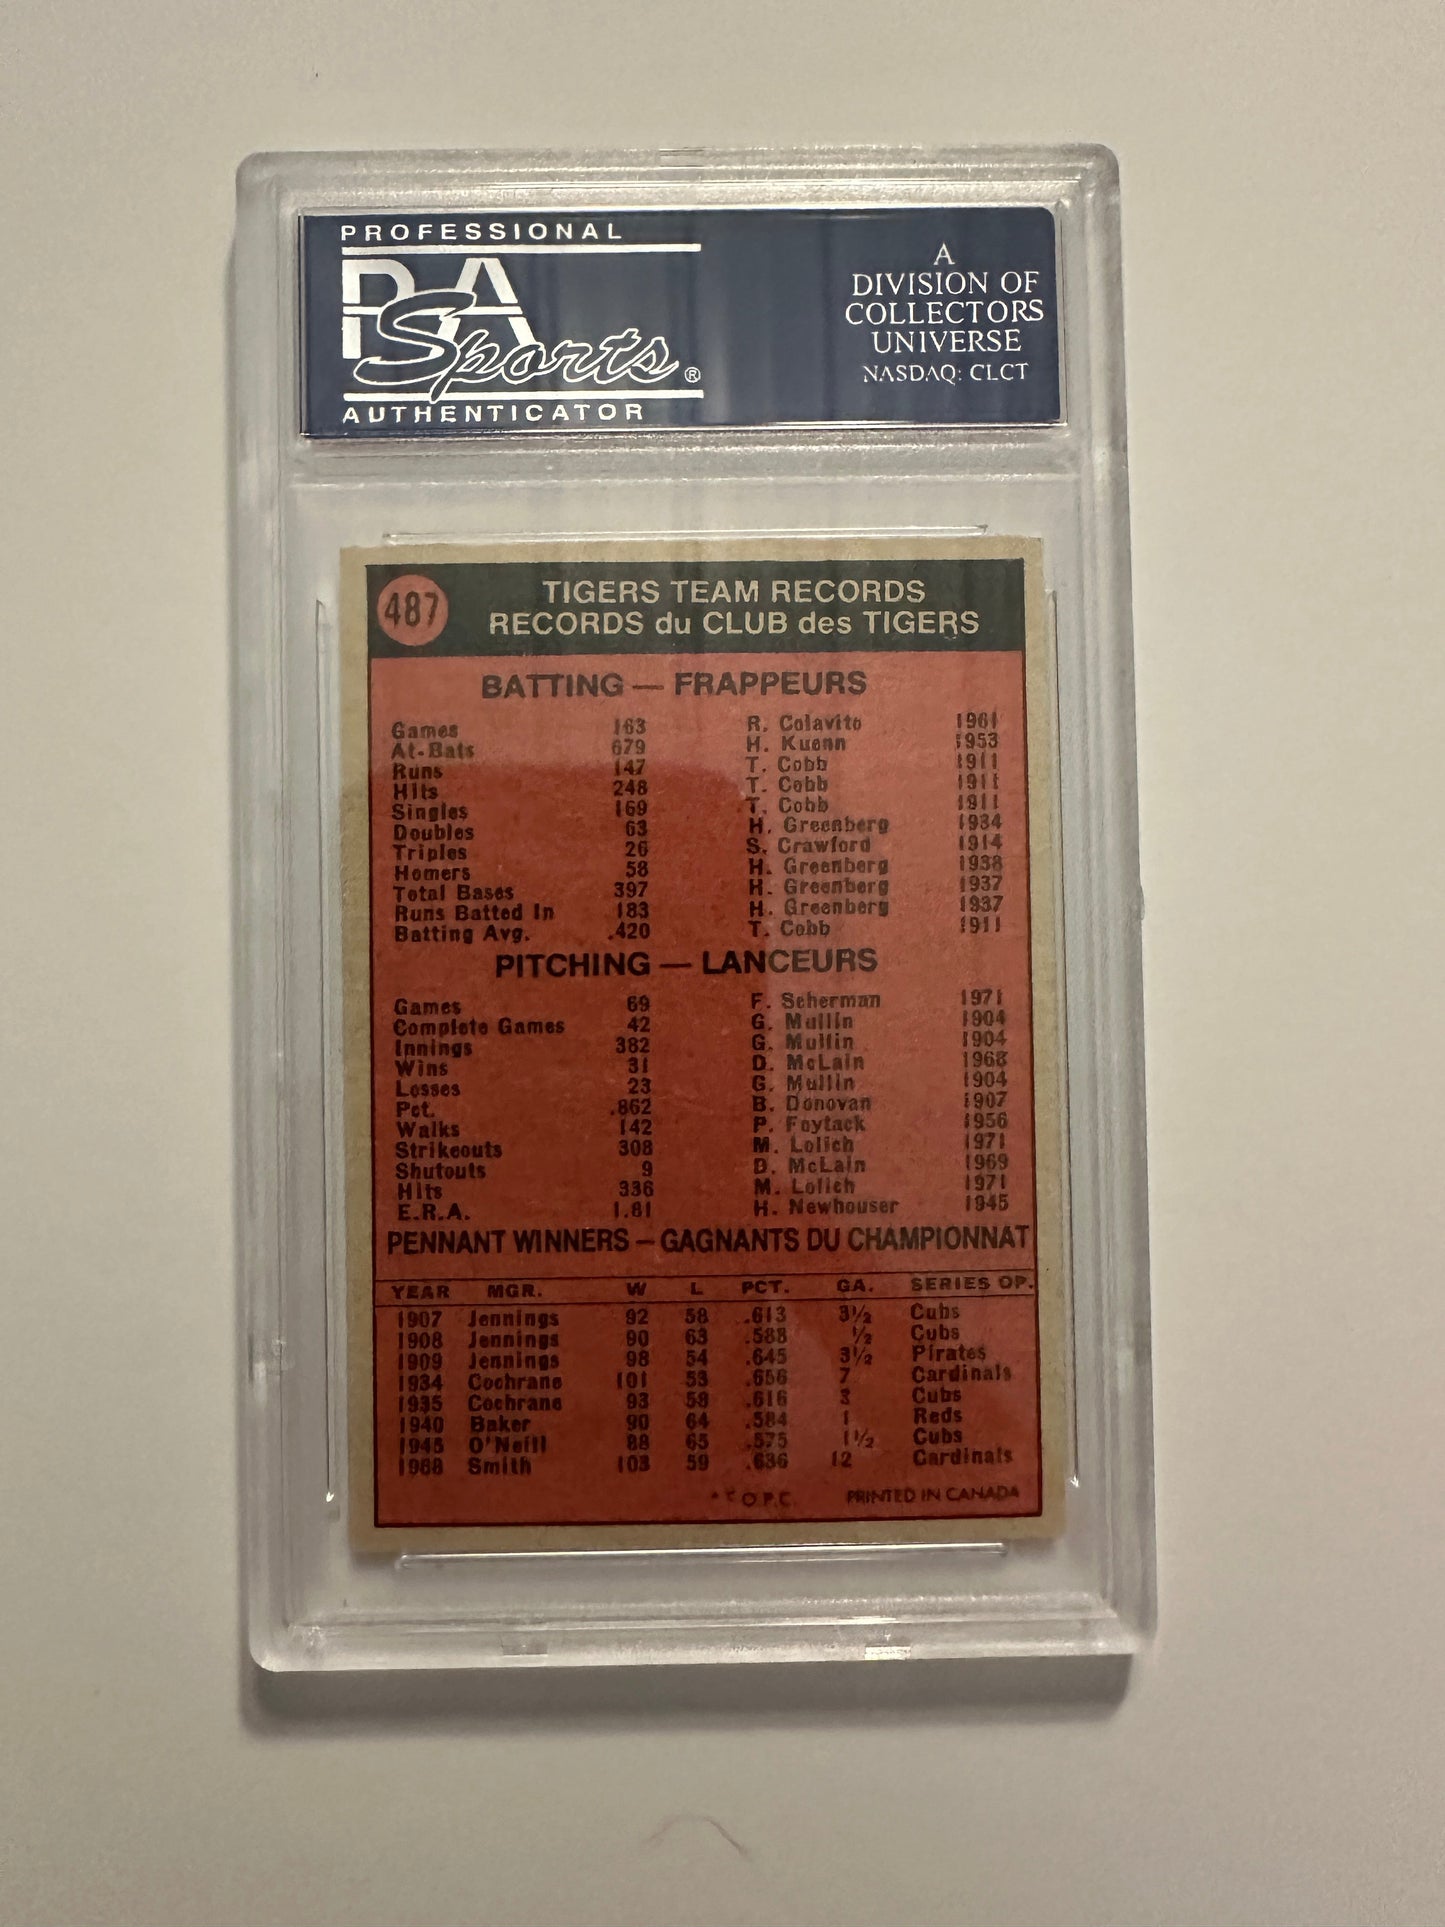 PROFESSIONAL
PSA
Sports®
AUTHENTICATOR
A
DIVISION OF
COLLECTORS
UNIVERSE
NASDAQ: CLCT
487
TIGERS TEAM RECORDS
RECORDS du CLUB des TIGERS
BATTING — FRAPPEURS
Games 163 R. Colavito 1961
At-Bats 679 H. Kuenn 1953
Runs 147 T. Cobb 1911
Hits 248 T. Cobb 1911
Singles 169 T. Cobb 1911
Doubles 63 H. Greenberg 1934
Triples 26 S. Crawford 1914
Homers 58 H. Greenberg 1938
Total Bases 397 H. Greenberg 1937
Runs Batted In 183 H. Greenberg 1937
Batting Avg. .420 T. Cobb 1911
PITCHING — LANCEURS
Games 69 F. Scherman 1971
Complete Games 42 G. Mullin 1904
Innings 382 G. Mullin 1904
Wins 31 D. McLain 1968
Losses 23 G. Mullin 1904
Pct. .862 B. Donovan 1907
Walks 142 P. Foytack 1956
Strikeouts 308 M. Lolich 1971
Shutouts 9 D. McLain 1969
Hits 336 M. Lolich 1971
E.R.A. 1.81 H. Newhouser 1945
PENNANT WINNERS – GAGNANTS DU CHAMPIONNAT
YEAR MGR. W L PCT. GA. SERIES OP.
1907 Jennings 92 58 .613 3½ Cubs
1908 Jennings 90 63 .588 ½ Cubs
1909 Jennings 98 54 .645 3½ Pirates
1934 Cochrane 101 53 .656 7 Cardinals
1935 Cochrane 93 58 .616 3 Cubs
1940 Baker 90 64 .584 1 Reds
1945 O'Neill 88 65 .575 1½ Cubs
1968 Smith 103 59 .636 12 Cardinals
O.P.C. PRINTED IN CANADA